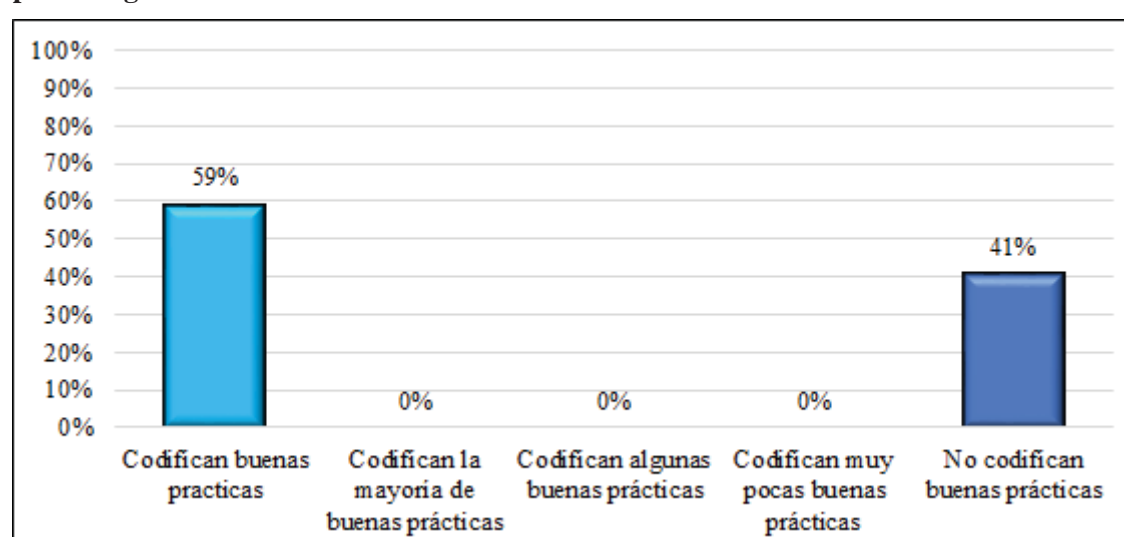 100%
90%
80%
70%
60%
50%
40%
30%
20%
10%
0%
59%
0%
0%
0%
41%
Codifican buenas
practicas
Codifican la
mayoría de
buenas prácticas
Codifican algunas
buenas prácticas
Codifican muy
pocas buenas
prácticas
No codifican
buenas prácticas